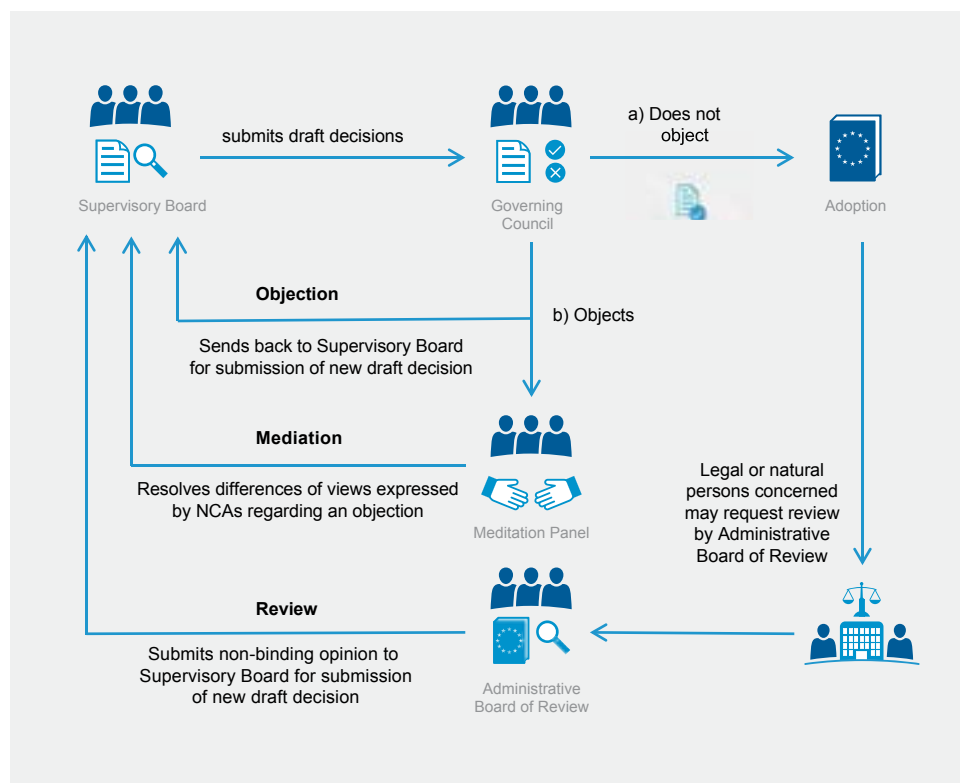 submits draft decisions
a) Does not
object
Supervisory Board
Governing
Council
Adoption
Objection
b) Objects
Sends back to Supervisory Board
for submission of new draft decision
Mediation
Resolves differences of views expressed
by NCAs regarding an objection
Meditation Panel
Legal or natural
persons concerned
may request review
by Administrative
Board of Review
Review
Submits non-binding opinion to
Supervisory Board for submission
of new draft decision
Administrative
Board of Review